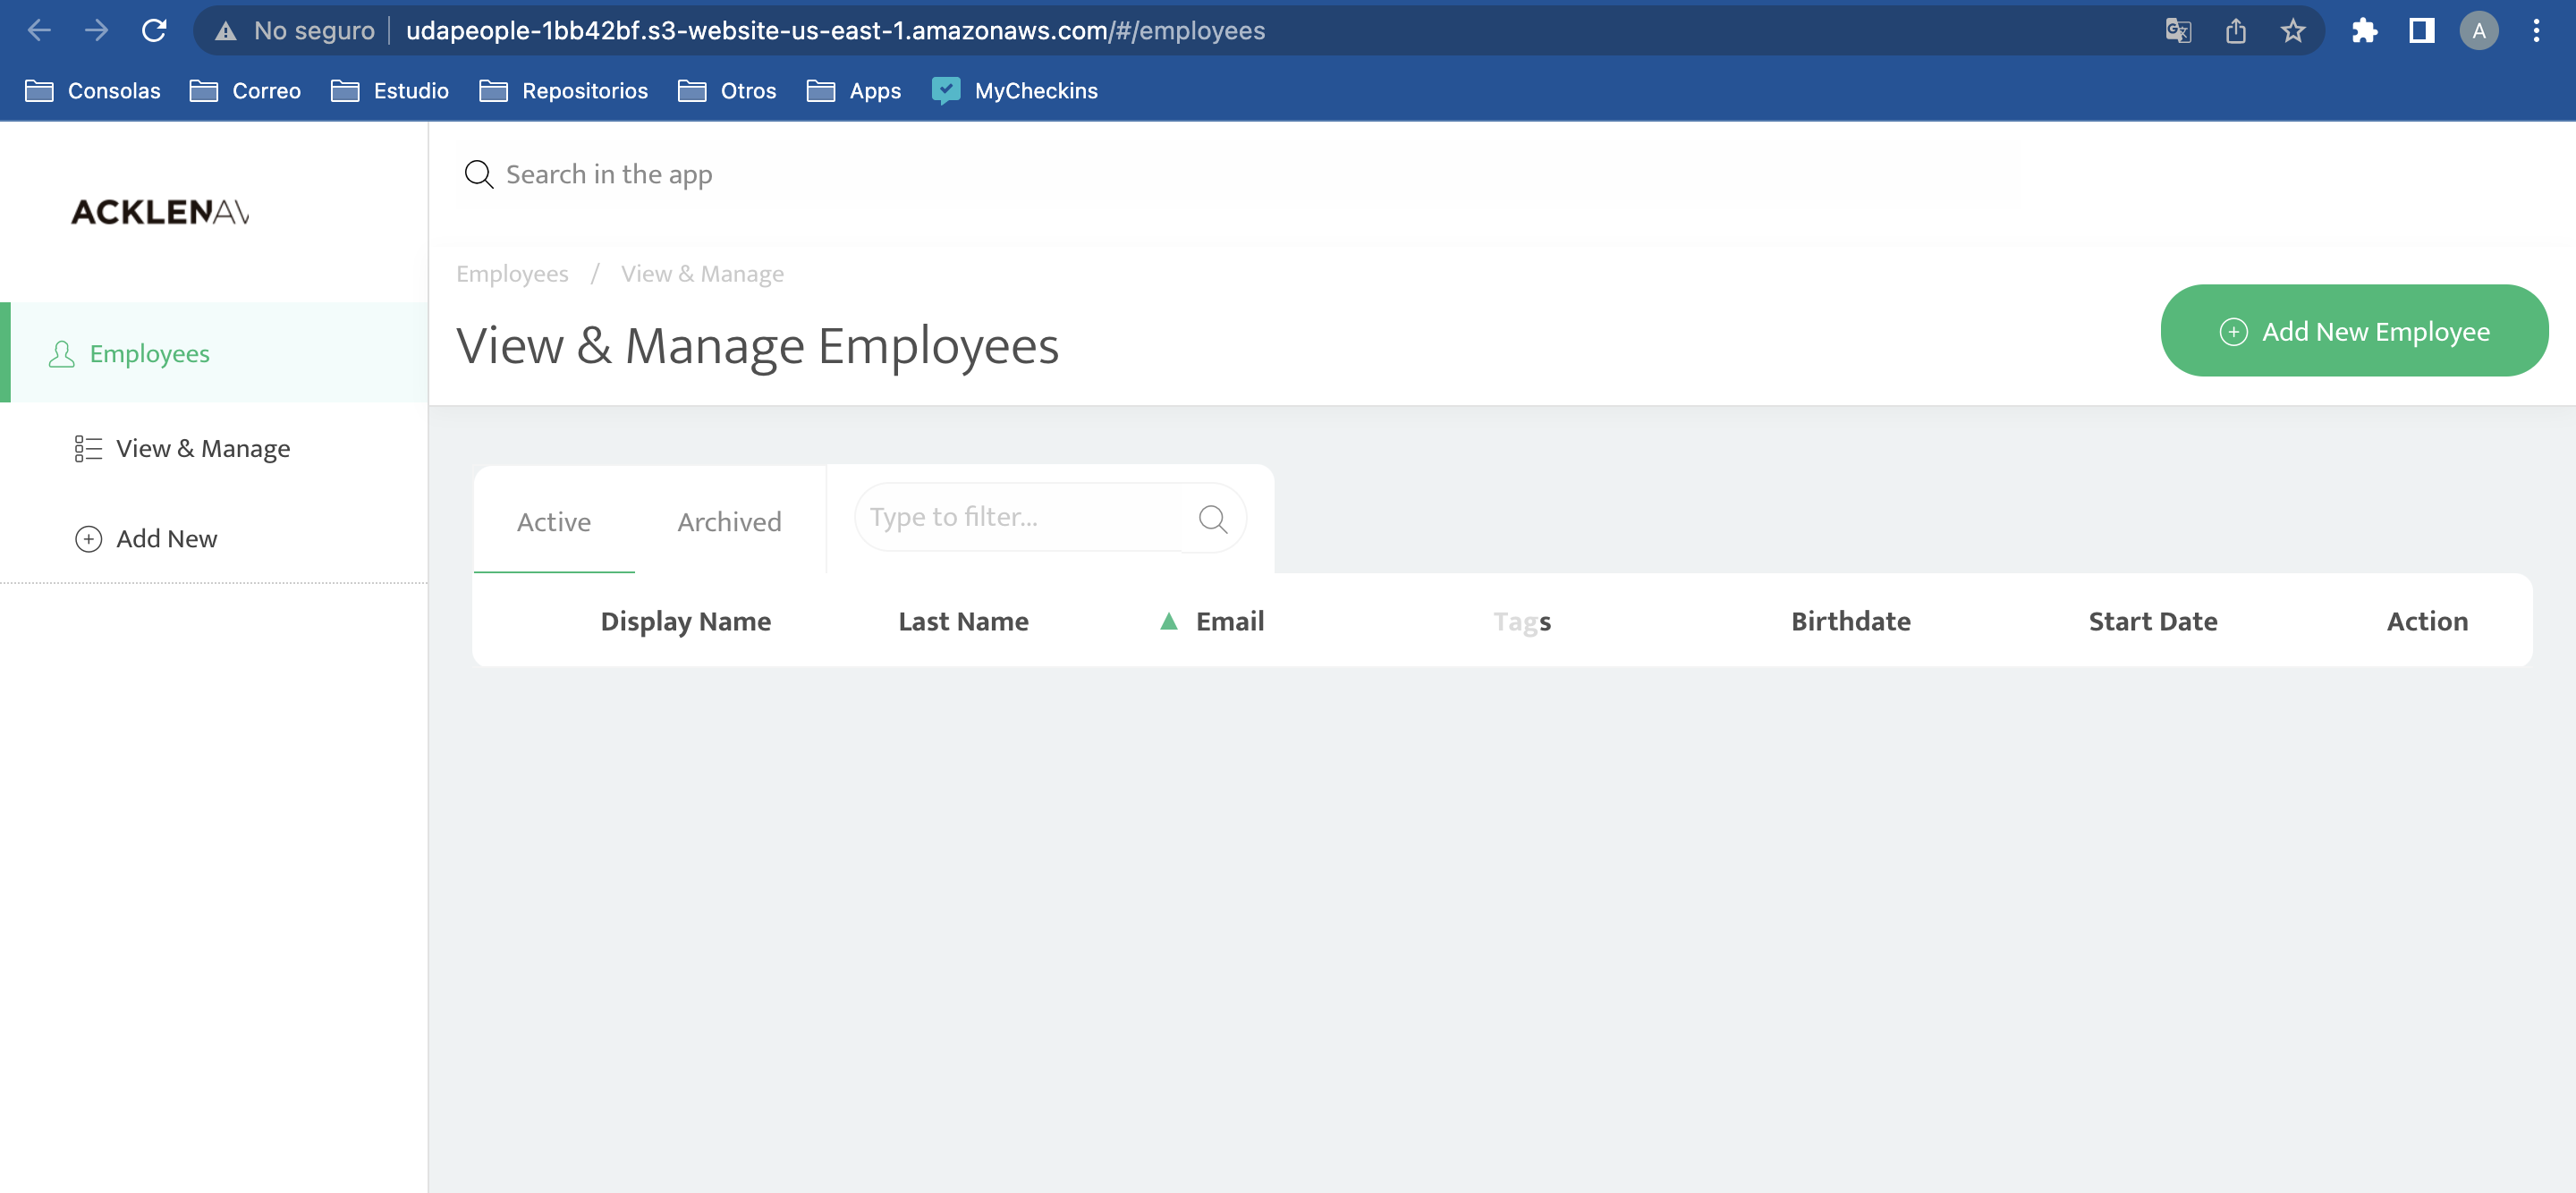 No seguro udapeople-1bb42bf.s3-website-us-east-1.amazonaws.com/#/employees A
Consolas Correo Estudio Repositorios Otros Apps MyCheckins
Search in the app
ACKLENAV
Employees / View & Manage
View & Manage Employees
Add New Employee
Employees
View & Manage
Add New
Active Archived Type to filter...
Display Name Last Name Email Tags Birthdate Start Date Action